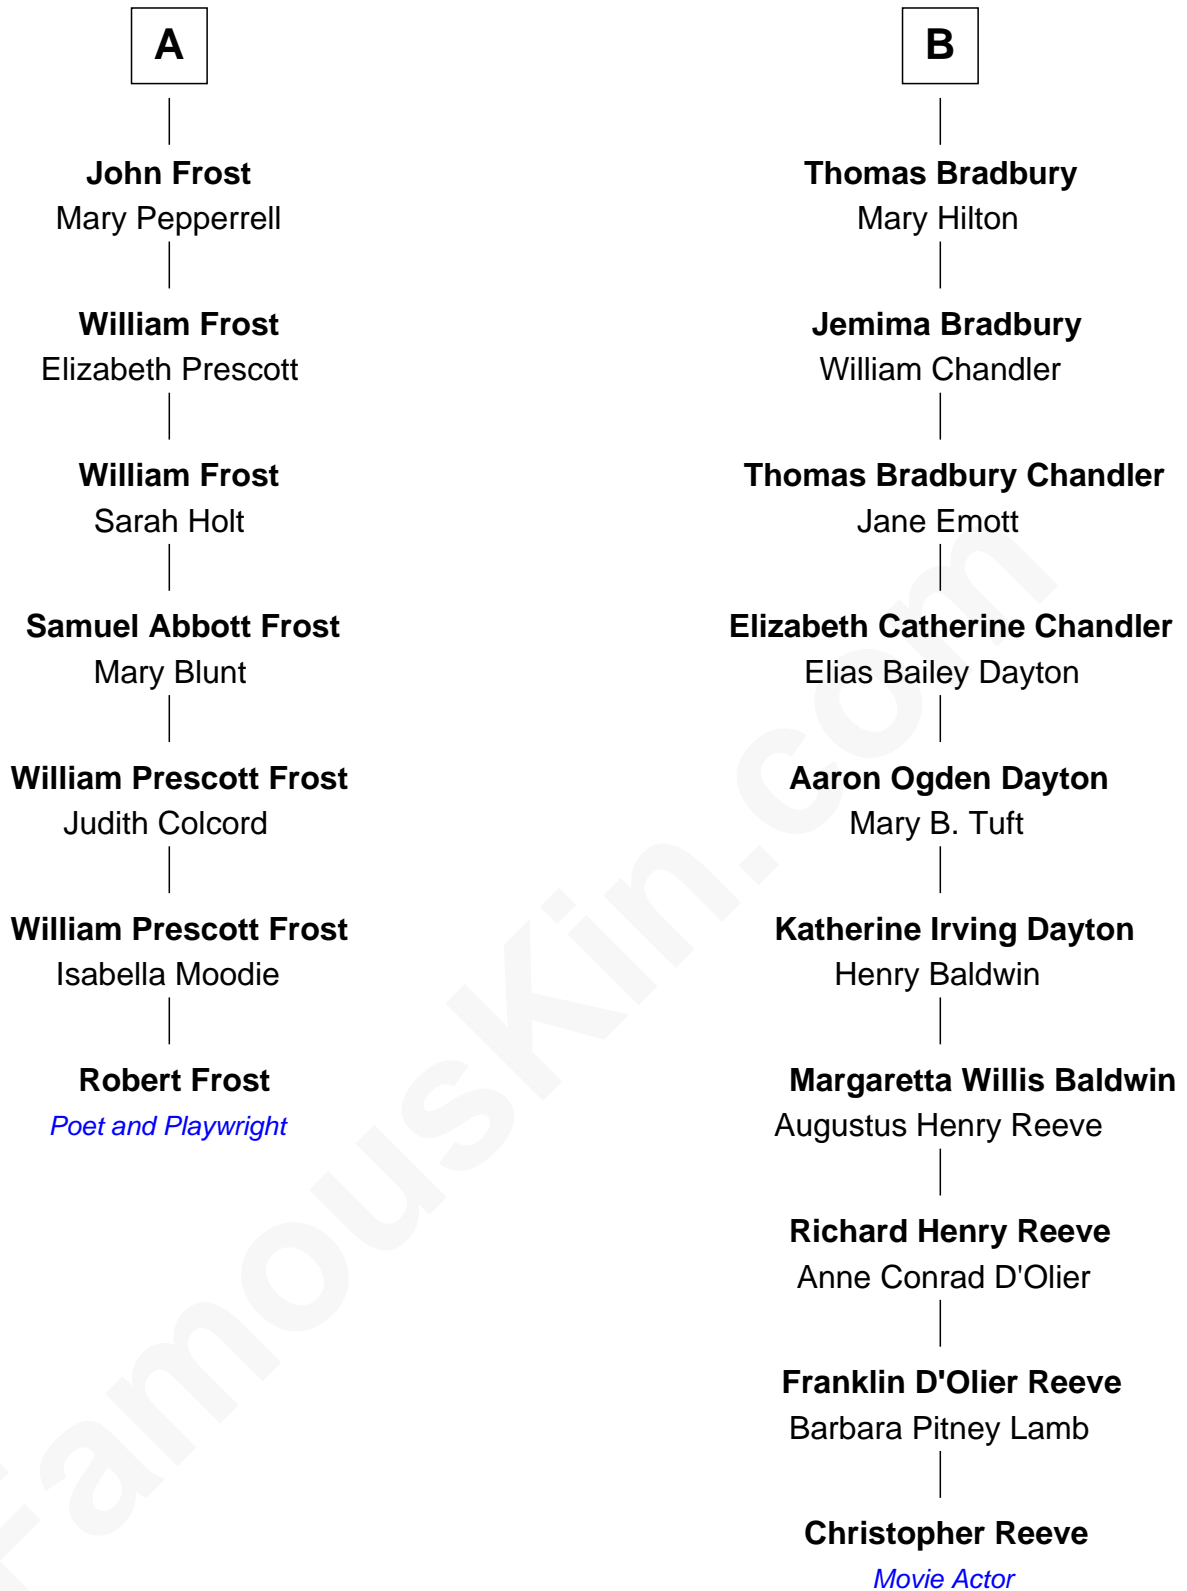 A
John Frost
Mary Pepperrell
William Frost
Elizabeth Prescott
William Frost
Sarah Holt
Samuel Abbott Frost
Mary Blunt
William Prescott Frost
Judith Colcord
William Prescott Frost
Isabella Moodie
Robert Frost
Poet and Playwright
B
Thomas Bradbury
Mary Hilton
Jemima Bradbury
William Chandler
Thomas Bradbury Chandler
Jane Emott
Elizabeth Catherine Chandler
Elias Bailey Dayton
Aaron Ogden Dayton
Mary B. Tuft
Katherine Irving Dayton
Henry Baldwin
Margaretta Willis Baldwin
Augustus Henry Reeve
Richard Henry Reeve
Anne Conrad D'Olier
Franklin D'Olier Reeve
Barbara Pitney Lamb
Christopher Reeve
Movie Actor
FamousKin.com